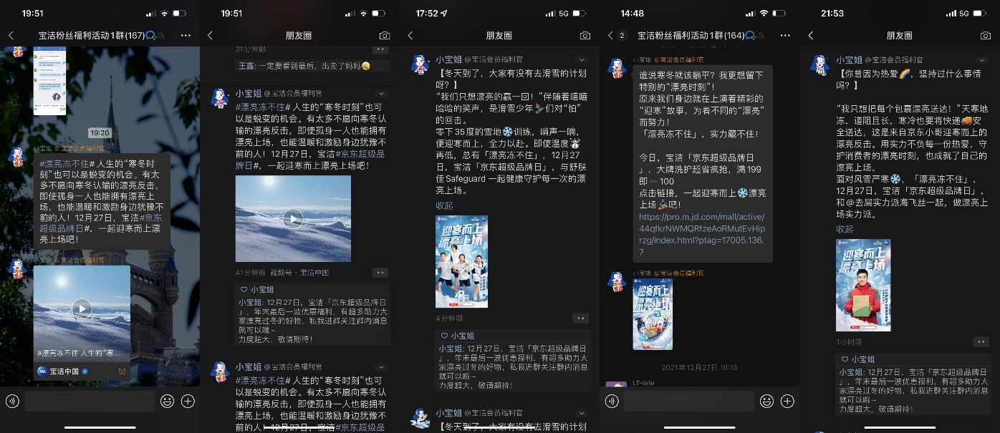 19:51
宝洁粉丝福利活动1群(167)
19:20
小宝姐 @宝洁会员福利官
#漂亮冻不住# 人生的“寒冬时
刻”也可以是蜕变的机会。有太
多不愿向寒冬认输的漂亮反击,
即使孤身一人也能拥有漂亮上
场，也能温暖和激励身边犹豫不
前的人！12月27日，宝洁#京东
超级品牌日#，一起迎寒而上漂
亮上场吧！
小宝姐 @宝洁会员福利官
#漂亮冻不住 人生的“寒...
宝洁中国
19:51
朋友圈
31分钟前
王鑫: 一定要看到最后，出卖了妈妈
小宝姐 @宝洁会员福利官
#漂亮冻不住# 人生的“寒冬时刻”也可
以是蜕变的机会。有太多不愿向寒冬认
输的漂亮反击，即使孤身一人也能拥有
漂亮上场，也能温暖和激励身边犹豫不
前的人！12月27日，宝洁#京东超级品
牌日#，一起迎寒而上漂亮上场吧！
41分钟前 视频号·宝洁中国
小宝姐
小宝姐: 12月27日，宝洁「京东超级品牌日
」，年末最后一波优惠福利，有超多助力大
家漂亮过冬的好物，私我进群关注群内消息
就可以哦~
力度超大，敬请期待！
小宝姐 @宝洁会员福利官
#漂亮冻不住# 人生的“寒冬时刻”也可
以是蜕变的机会。有太多不愿向寒冬认
输的漂亮反击，即使孤身一人也能拥有
漂亮上场，也能温暖和激励身边犹豫不
前的人！12月27日，宝洁#京东超级品
17:52
5G
朋友圈
小宝姐 @宝洁会员福利官
【冬天到了，大家有没有去滑雪的计划
呀？】
“我们只想漂亮的赢一回！”伴随着嘻嘻
哈哈的笑声，是滑雪少年🏂们对“怕”
的回击。
零下35度的雪地❄️训练，哨声一响，
便迎寒而上，全力以赴。即使温度☃️
再低，总有「漂亮冻不住」，12月27
日，宝洁「京东超级品牌日」，与舒肤
佳Safeguard 一起健康守护每一次的漂
亮上场。
收起
迎寒而上
漂亮上场
4分钟前
小宝姐
小宝姐: 12月27日，宝洁「京东超级品牌日
」，年末最后一波优惠福利，有超多助力大
家漂亮过冬的好物，私我进群关注群内消息
就可以哦~
力度超大，敬请期待！
小宝姐 @宝洁会员福利官
【冬天到了，大家有没有去滑雪的计划
14:48
2
宝洁粉丝福利活动1群(164)
小宝姐 @宝洁会员福利官
谁说寒冬就该躺平？我更想留下
特别的“漂亮时刻”！
原来我们身边就在上演着精彩的
“迎寒”故事，为着不同的“漂亮”
而努力！
「漂亮冻不住」，实力藏不住！
今日，宝洁「京东超级品牌日
」，大牌洗护超省疯抢，满199
即➖100
点击链接，一起迎寒而上❄️漂亮
上场🏂吧！
https://pro.m.jd.com/mall/active/
44qfkrNWMQRfzeAoRMutEvHip
rzg/index.html?ptag=17005.136.
7
小宝姐 @宝洁会员福利官
迎寒而上
漂亮上场
2021年12月27日 16:15
21:53
5G
朋友圈
小宝姐 @宝洁会员福利官
【你曾因为热爱🌈，坚持过什么事情
吗？】
“我只想把每个包裹漂亮送达！”天寒地
冻、道阻且长，寒冷也要将快递🚚安
全送达，这是来自京东小哥迎寒而上的
漂亮反击。用实力不负每一份热爱，守
护消费者的漂亮时刻，也成就了自己的
漂亮上场。
面对风雪严寒❄️，「漂亮冻不住」，
12月27日，宝洁「京东超级品牌日」，
和@去屑实力派海飞丝一起，做漂亮上
场实力派。
收起
迎寒而上
漂亮上场
1小时前
小宝姐
小宝姐: 12月27日，宝洁「京东超级品牌日
」，年末最后一波优惠福利，有超多助力大
家漂亮过冬的好物，私我进群关注群内消息
就可以哦~
力度超大，敬请期待！